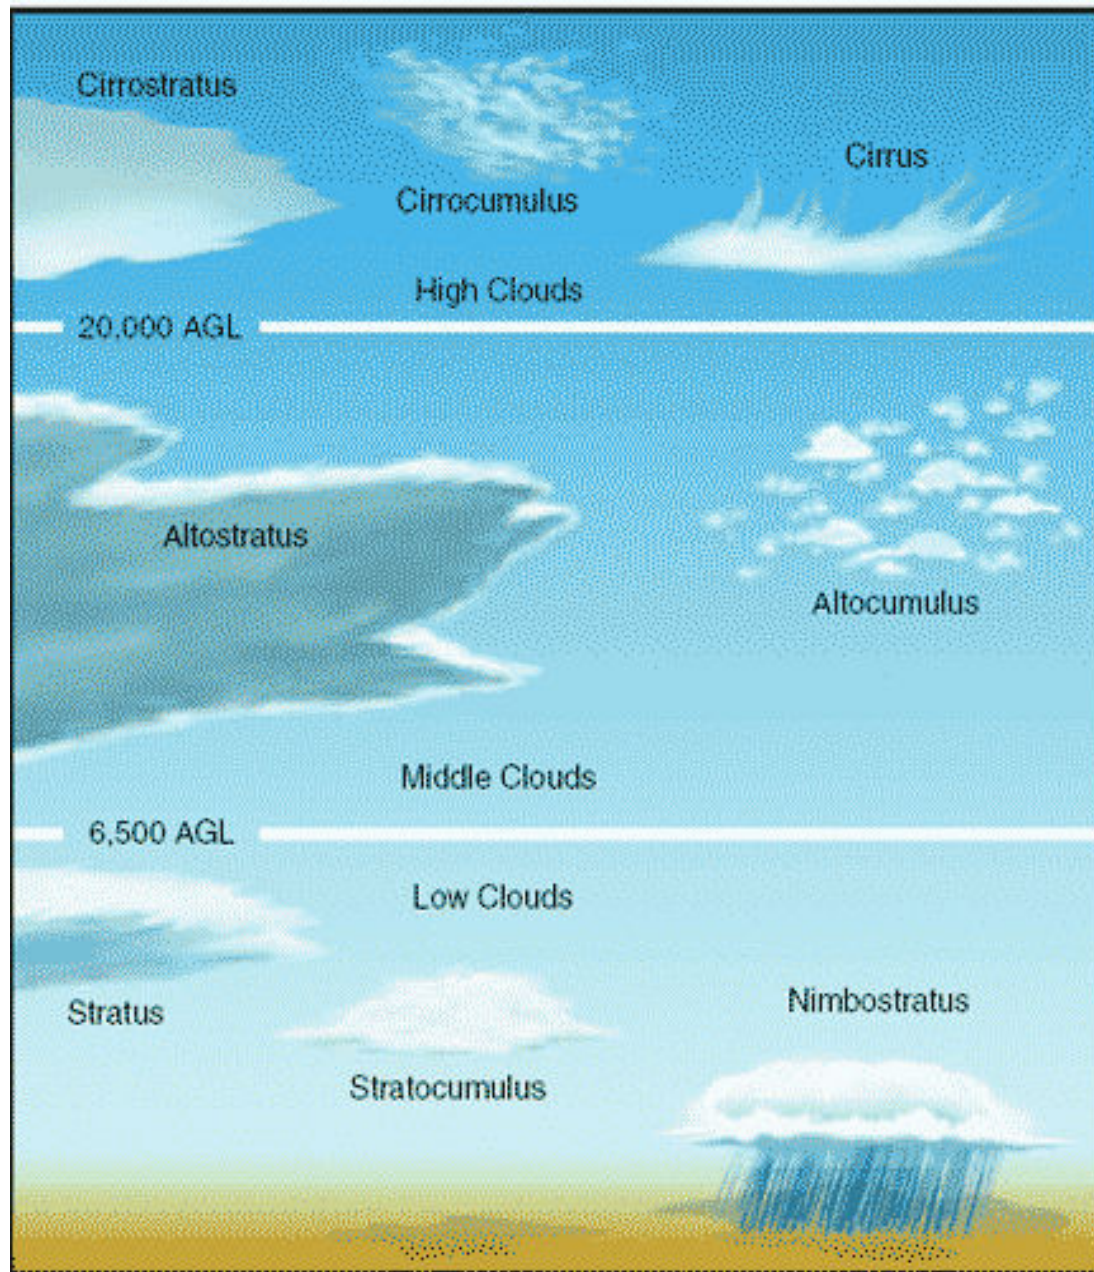 Cirrostratus
Cirrocumulus
Cirrus
High Clouds
20,000 AGL
Altostratus
Altocumulus
Middle Clouds
6,500 AGL
Low Clouds
Stratus
Stratocumulus
Nimbostratus